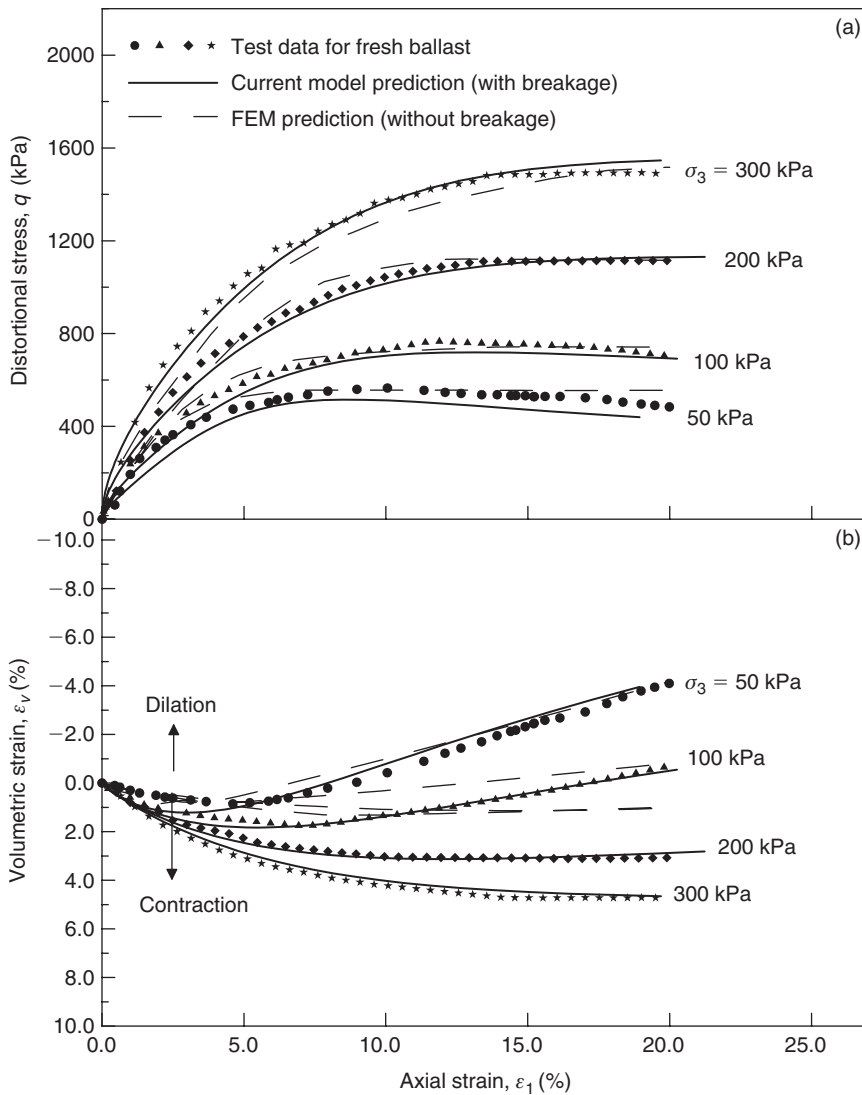 (a)
2200
● ▲ ◆ ★ Test data for fresh ballast
Current model prediction (with breakage)
FEM prediction (without breakage)
Distortional stress, q (kPa)
2000
1600
1200
800
400
0
σ3 = 300 kPa
200 kPa
100 kPa
50 kPa
(b)
Volumetric strain, εv (%)
−10.0
−8.0
−6.0
−4.0
−2.0
0.0
2.0
4.0
6.0
8.0
10.0
Dilation
Contraction
σ3 = 50 kPa
100 kPa
200 kPa
300 kPa
0.0
5.0
10.0
15.0
20.0
25.0
Axial strain, ε1 (%)